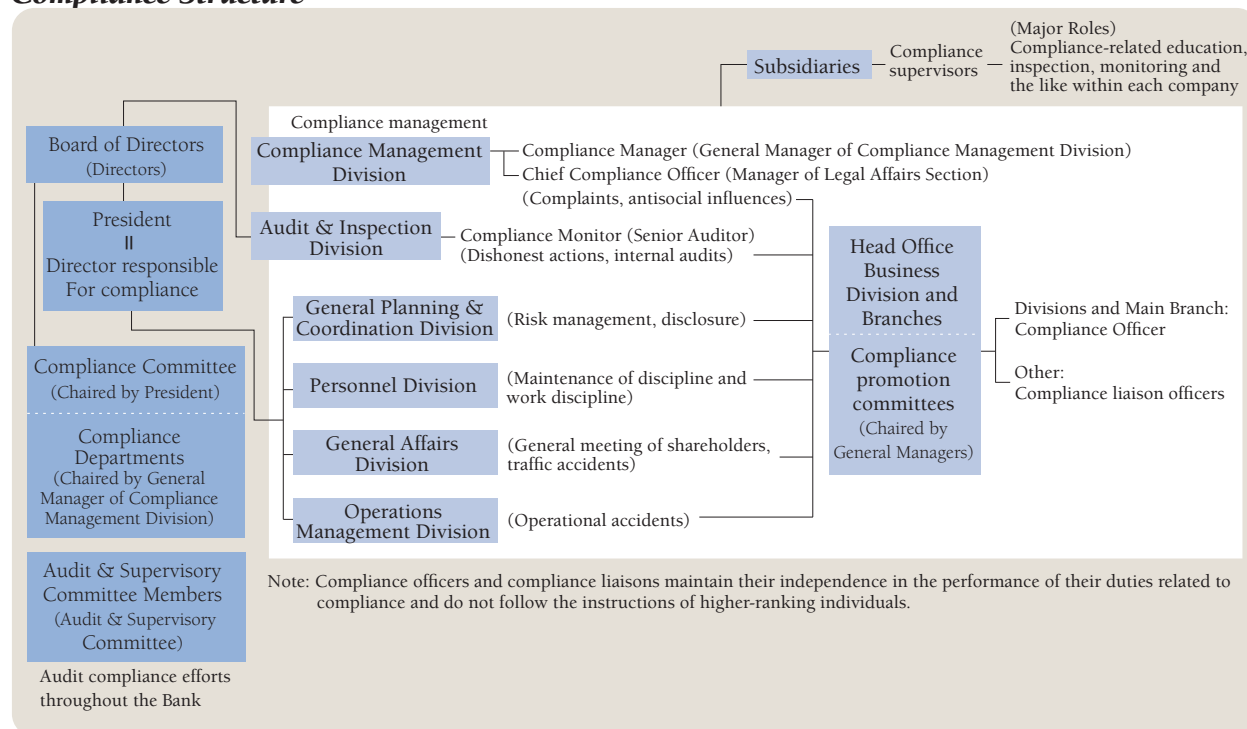 Compliance Structure
(Major Roles)
Compliance-related education,
inspection, monitoring and
the like within each company
Subsidiaries
Compliance
supervisors
Compliance management
Board of Directors
(Directors)
Compliance Management
Division
Compliance Manager (General Manager of Compliance Management Division)
Chief Compliance Officer (Manager of Legal Affairs Section)
(Complaints, antisocial influences)
President
=
Director responsible
For compliance
Audit & Inspection
Division
Compliance Monitor (Senior Auditor)
(Dishonest actions, internal audits)
Head Office
Business
Division and
Branches
General Planning &
Coordination Division
(Risk management, disclosure)
Divisions and Main Branch:
Compliance Officer
Compliance Committee
(Chaired by President)
Personnel Division
(Maintenance of discipline and
work discipline)
Compliance
promotion
committees
(Chaired by
General Managers)
Other:
Compliance liaison officers
Compliance
Departments
(Chaired by General
Manager of Compliance
Management Division)
General Affairs
Division
(General meeting of shareholders,
traffic accidents)
Operations
Management Division
(Operational accidents)
Audit & Supervisory
Committee Members
(Audit & Supervisory
Committee)
Audit compliance efforts
throughout the Bank
Note: Compliance officers and compliance liaisons maintain their independence in the performance of their duties related to
compliance and do not follow the instructions of higher-ranking individuals.